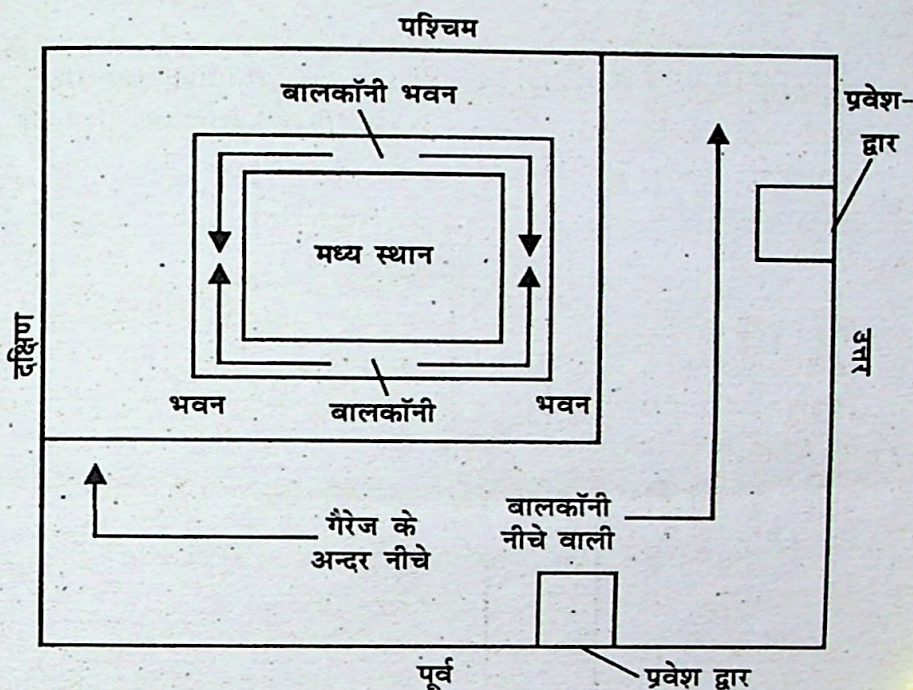 पश्चिम
बालकॉनी भवन
प्रवेश-
द्वार
मध्य स्थान
दक्षिण
उत्तर
भवन
बालकॉनी
भवन
गैरेज के
अन्दर नीचे
बालकॉनी
नीचे वाली
पूर्व
प्रवेश द्वार